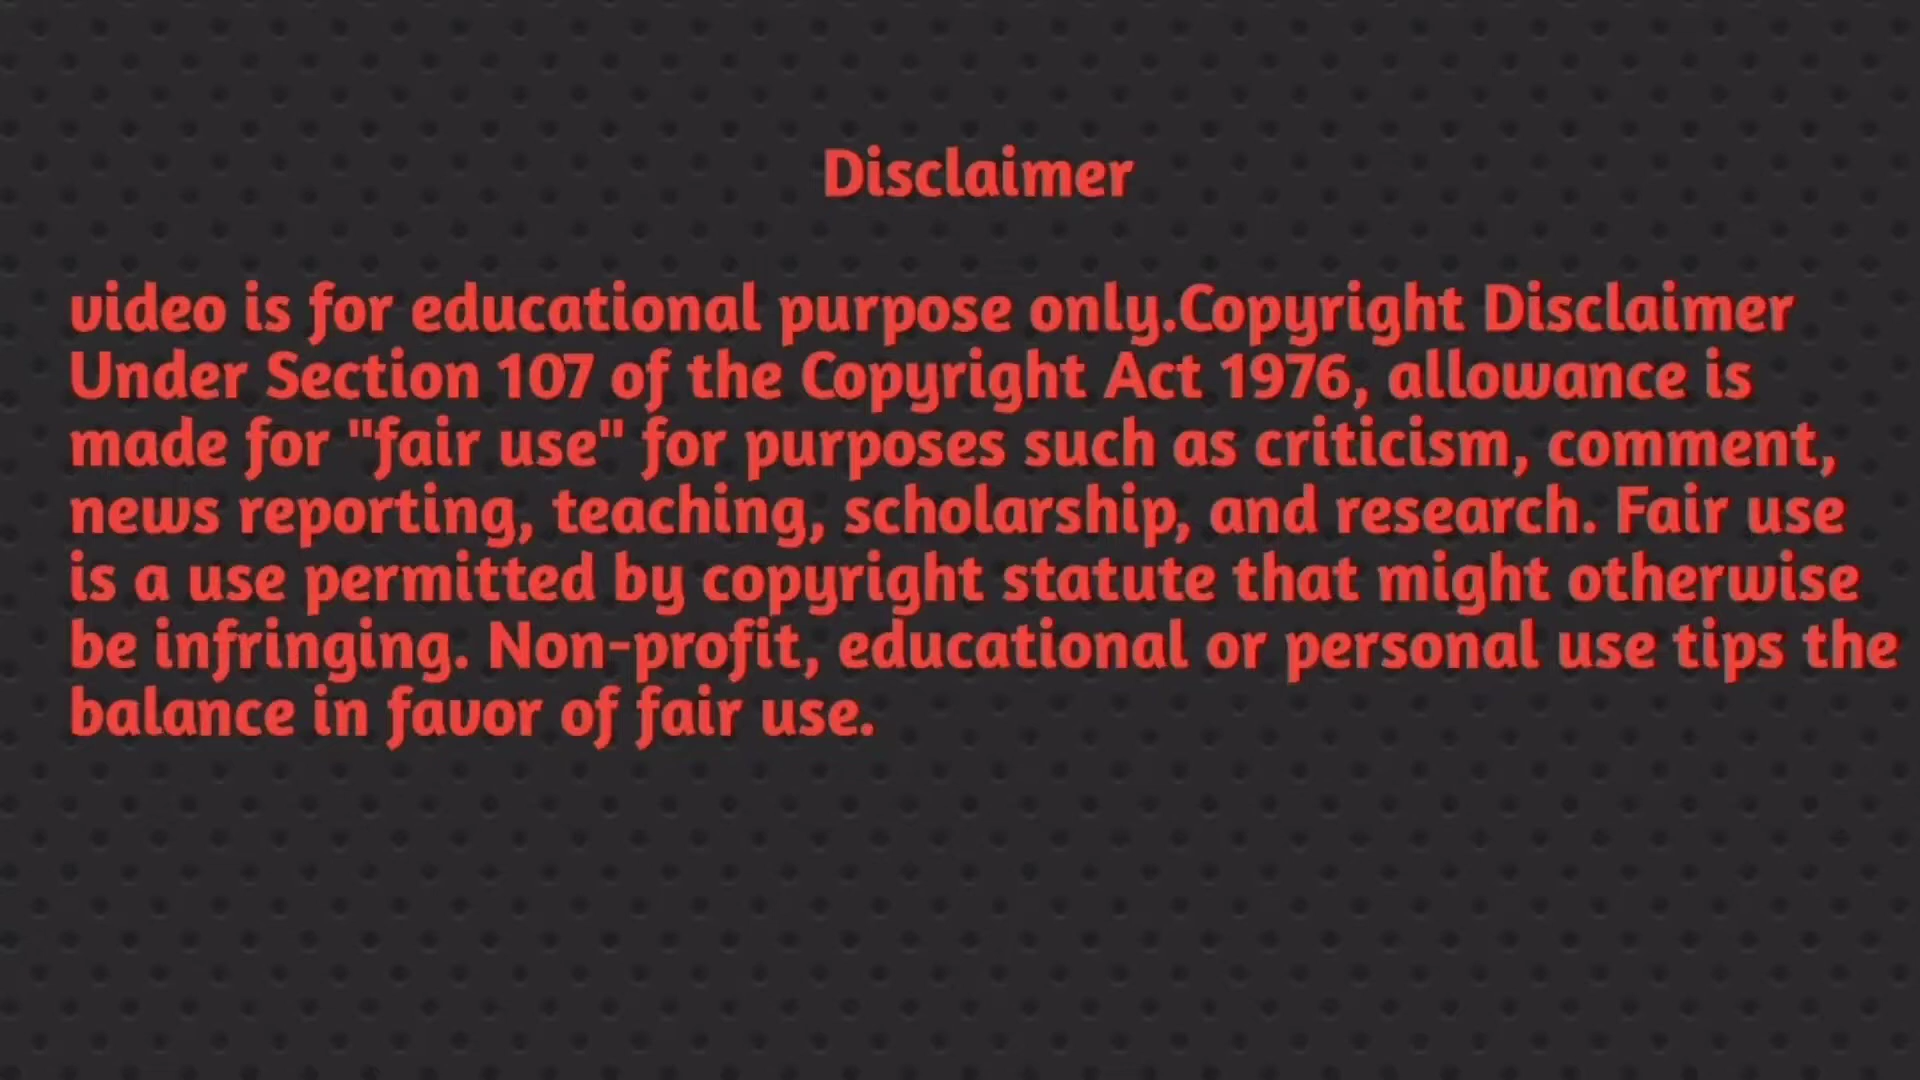 Disclaimer
video is for educational purpose only.Copyright Disclaimer
Under Section 107 of the Copyright Act 1976, allowance is
made for "fair use" for purposes such as criticism, comment,
news reporting, teaching, scholarship, and research. Fair use
is a use permitted by copyright statute that might otherwise
be infringing. Non-profit, educational or personal use tips the
balance in favor of fair use.